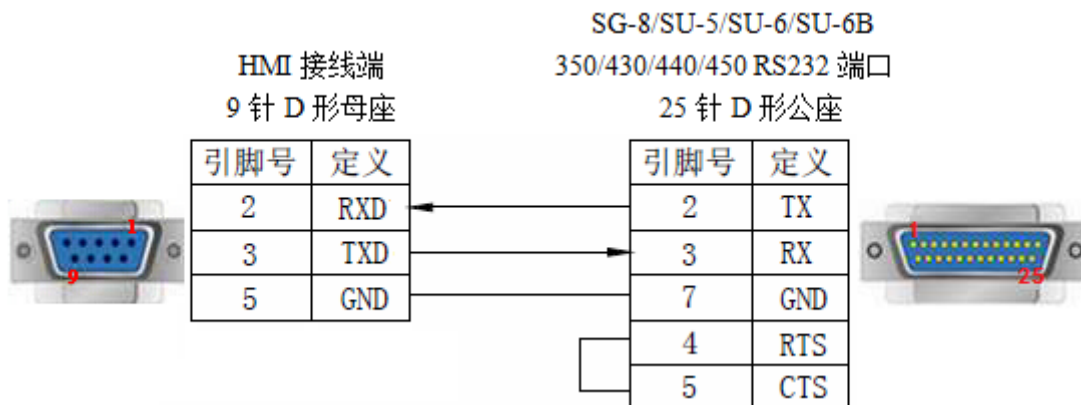 SG-8/SU-5/SU-6/SU-6B
HMI 接线端 350/430/440/450 RS232 端口
9 针 D 形母座 25 针 D 形公座
引脚号 定义 引脚号 定义
2 RXD 2 TX
3 TXD 3 RX
5 GND 7 GND
4 RTS
5 CTS
1
9
1
25